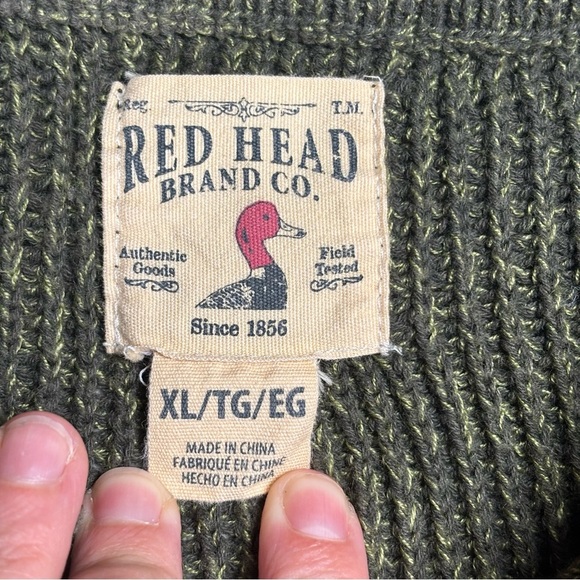 Reg. T.M.
RED HEAD
BRAND CO.
Authentic Field
Goods Tested
Since 1856
XL/TG/EG
MADE IN CHINA
FABRIQUÉ EN CHINE
HECHO EN CHINA